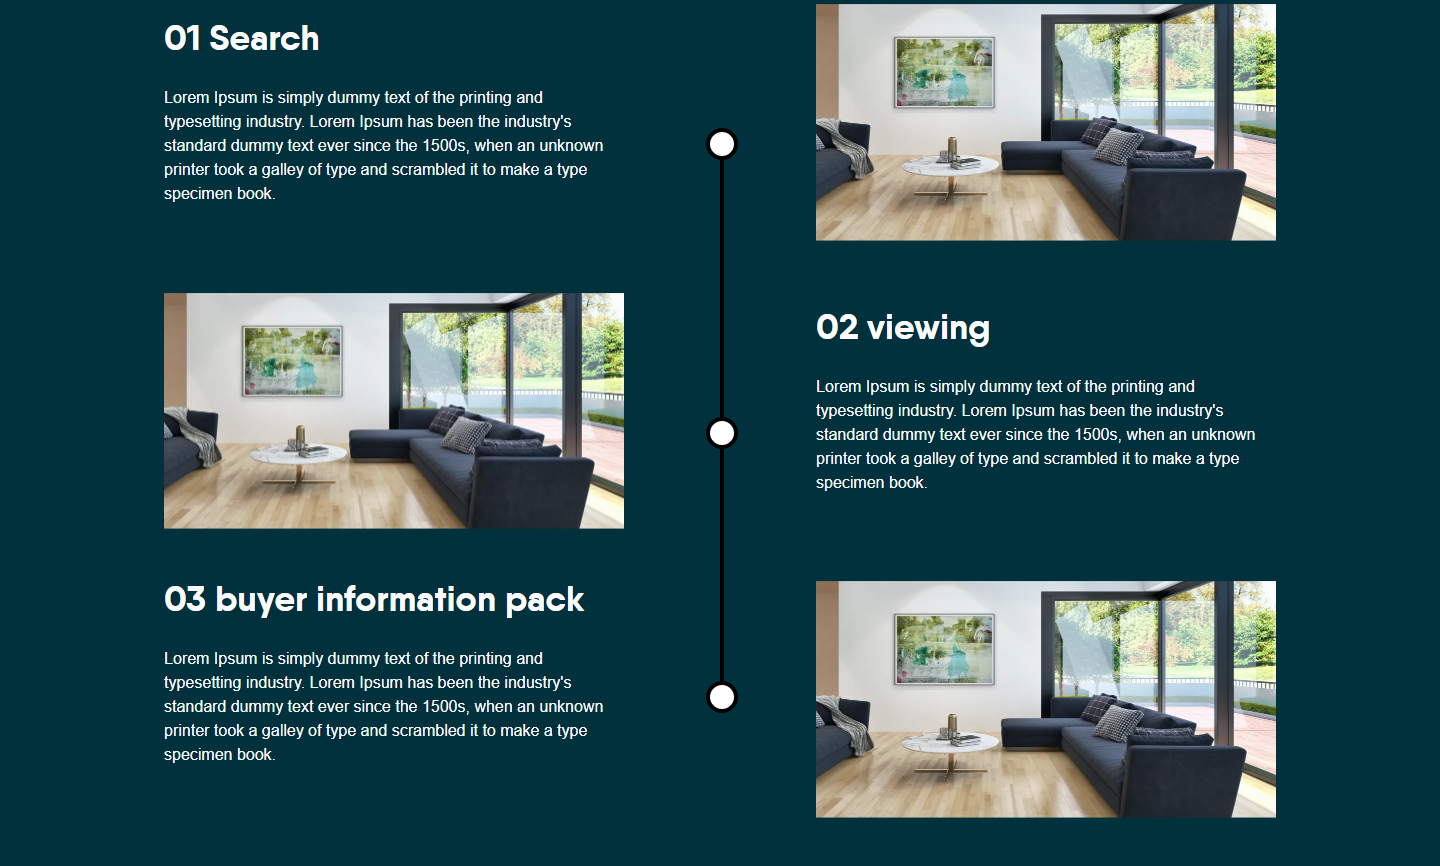 01 Search
Lorem Ipsum is simply dummy text of the printing and
typesetting industry. Lorem Ipsum has been the industry's
standard dummy text ever since the 1500s, when an unknown
printer took a galley of type and scrambled it to make a type
specimen book.
02 viewing
Lorem Ipsum is simply dummy text of the printing and
typesetting industry. Lorem Ipsum has been the industry's
standard dummy text ever since the 1500s, when an unknown
printer took a galley of type and scrambled it to make a type
specimen book.
03 buyer information pack
Lorem Ipsum is simply dummy text of the printing and
typesetting industry. Lorem Ipsum has been the industry's
standard dummy text ever since the 1500s, when an unknown
printer took a galley of type and scrambled it to make a type
specimen book.